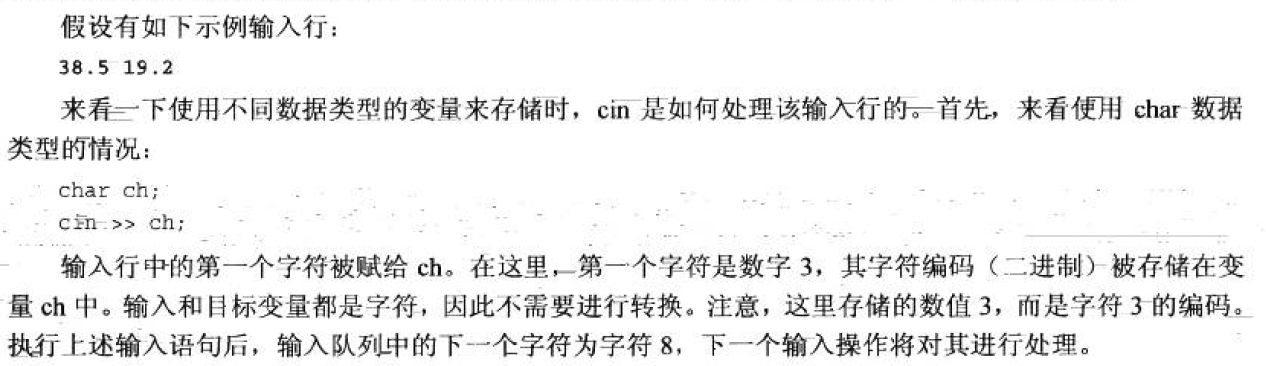 假设有如下示例输入行：
38.5 19.2
来看一下使用不同数据类型的变量来存储时，cin 是如何处理该输入行的。首先，来看使用 char 数据
类型的情况：
char ch;
cin >> ch;
输入行中的第一个字符被赋给 ch。在这里，第一个字符是数字 3，其字符编码（二进制）被存储在变
量 ch 中。输入和目标变量都是字符，因此不需要进行转换。注意，这里存储的数值 3，而是字符 3 的编码。
执行上述输入语句后，输入队列中的下一个字符为字符 8，下一个输入操作将对其进行处理。